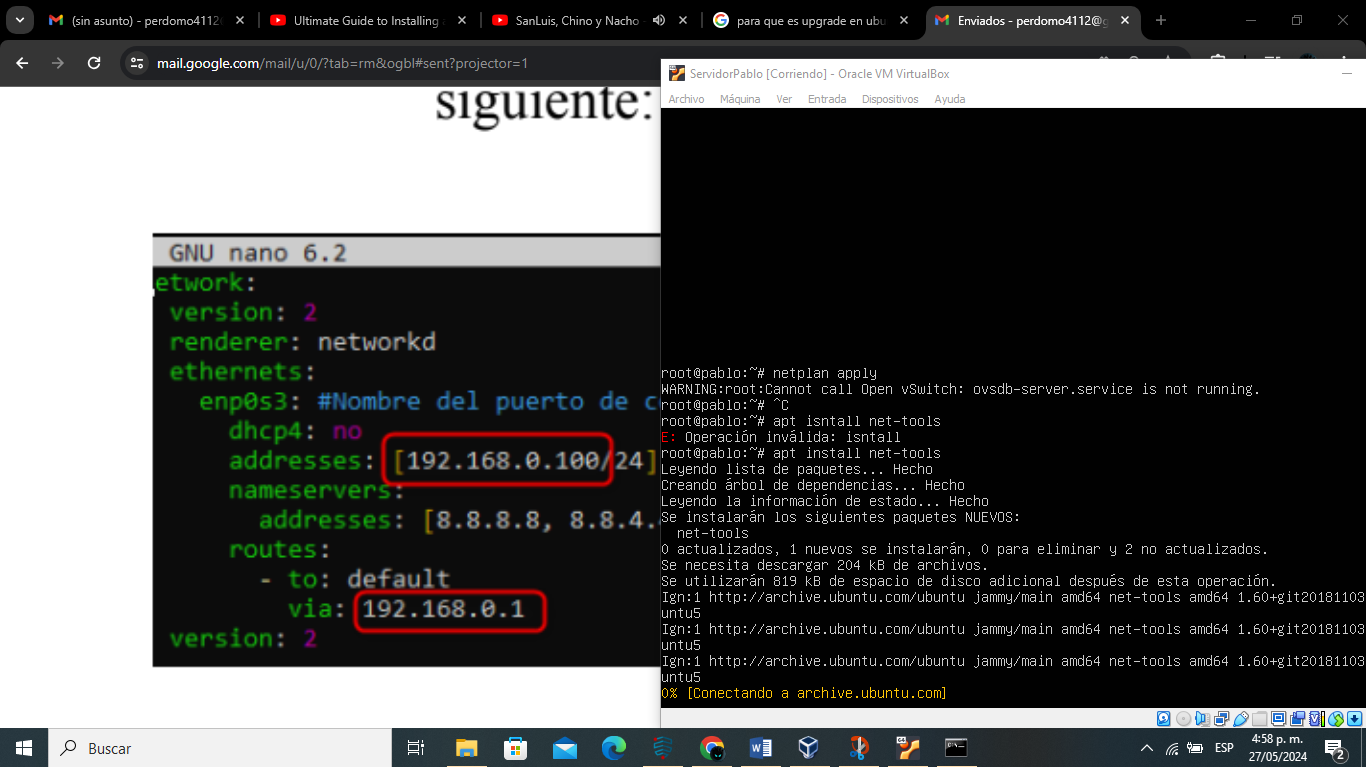 (sin asunto) - perdomo4112
Ultimate Guide to Installing
SanLuis, Chino y Nacho -
para que es upgrade en ubu
Enviados - perdomo4112@g
mail.google.com/mail/u/0/?tab=rm&ogbl#sent?projector=1
siguiente:
GNU nano 6.2
etwork:
version: 2
renderer: networkd
ethernets:
enp0s3: #Nombre del puerto de c
dhcp4: no
addresses: [192.168.0.100/24]
nameservers:
addresses: [8.8.8.8, 8.8.4.
routes:
- to: default
via: 192.168.0.1
version: 2
ServidorPablo [Corriendo] - Oracle VM VirtualBox
Archivo Máquina Ver Entrada Dispositivos Ayuda
root@pablo:~# netplan apply
WARNING:root:Cannot call Open vSwitch: ovsdb-server.service is not running.
root@pablo:~# ^C
root@pablo:~# apt isntall net-tools
E: Operación inválida: isntall
root@pablo:~# apt install net-tools
Leyendo lista de paquetes... Hecho
Creando árbol de dependencias... Hecho
Leyendo la información de estado... Hecho
Se instalarán los siguientes paquetes NUEVOS:
net-tools
0 actualizados, 1 nuevos se instalarán, 0 para eliminar y 2 no actualizados.
Se necesita descargar 204 kB de archivos.
Se utilizarán 819 kB de espacio de disco adicional después de esta operación.
Ign:1 http://archive.ubuntu.com/ubuntu jammy/main amd64 net-tools amd64 1.60+git20181103
untu5
Ign:1 http://archive.ubuntu.com/ubuntu jammy/main amd64 net-tools amd64 1.60+git20181103
untu5
Ign:1 http://archive.ubuntu.com/ubuntu jammy/main amd64 net-tools amd64 1.60+git20181103
untu5
0% [Conectando a archive.ubuntu.com]
Buscar
ESP
4:58 p. m.
27/05/2024
2